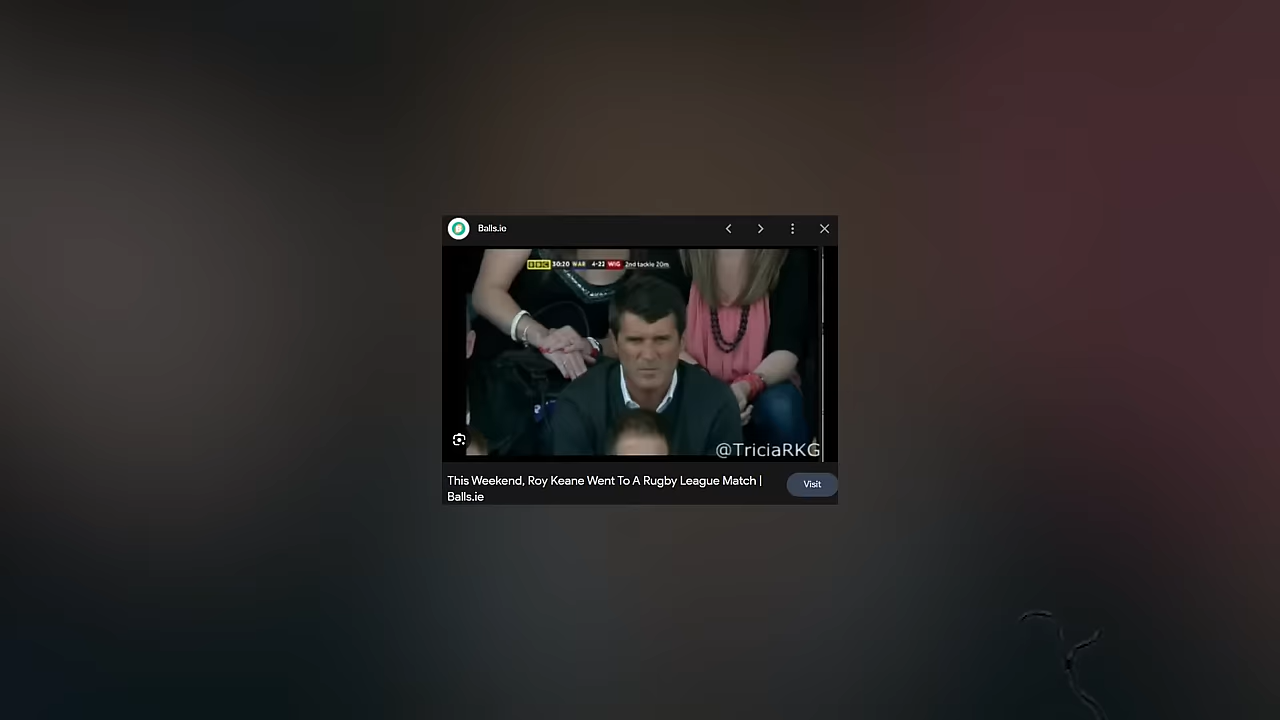 Balls.ie
BBC 30:20 WAR 4-22 WIG 2nd tackle 20m
@TriciaRKG
This Weekend, Roy Keane Went To A Rugby League Match |
Balls.ie
Visit